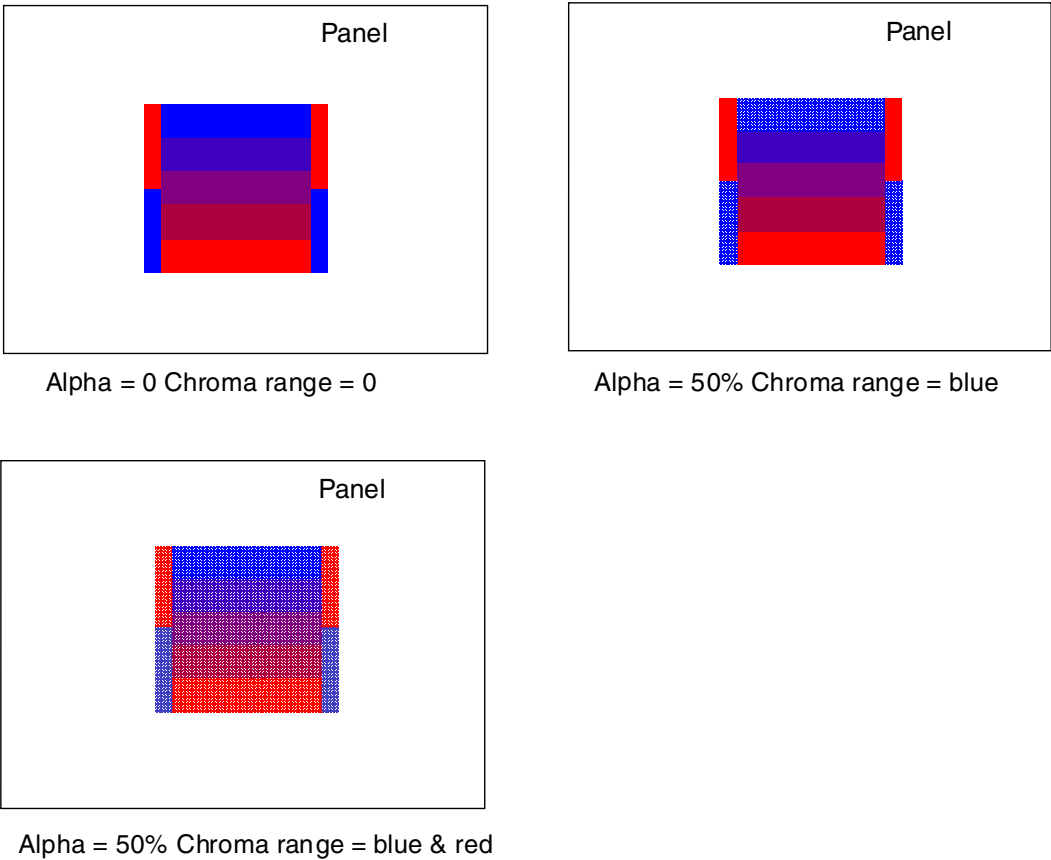 Panel
Panel
Alpha = 0 Chroma range = 0
Alpha = 50% Chroma range = blue
Panel
Alpha = 50% Chroma range = blue & red